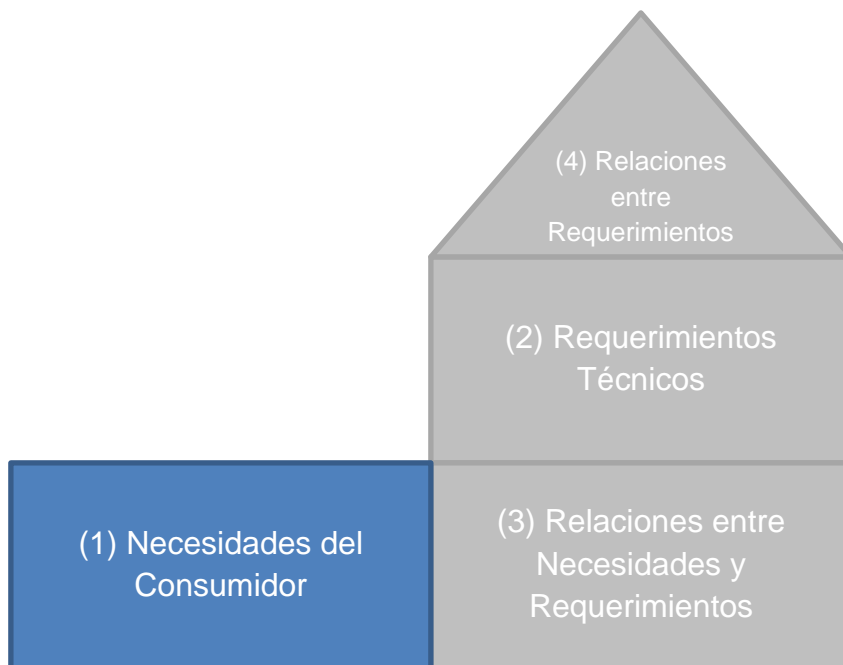 (4) Relaciones
entre
Requerimientos
(2) Requerimientos
Técnicos
(1) Necesidades del
Consumidor
(3) Relaciones entre
Necesidades y
Requerimientos